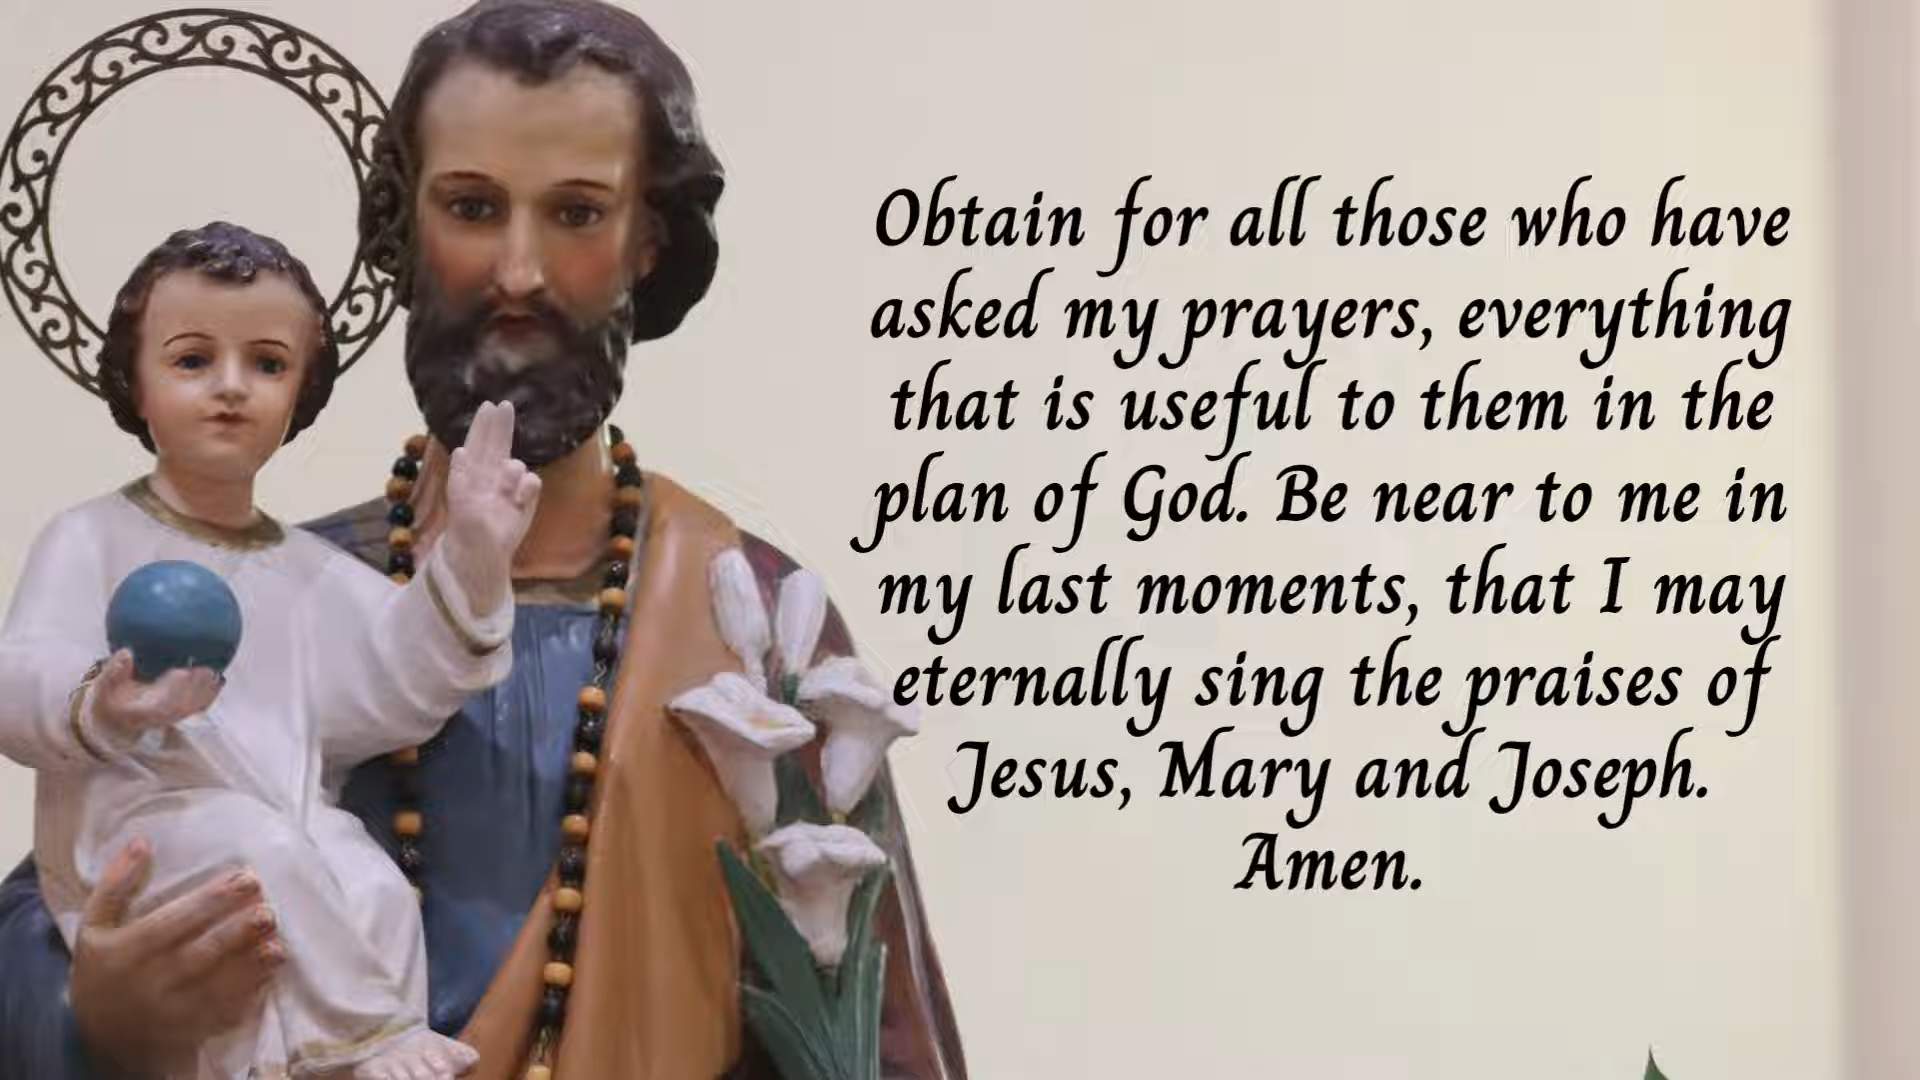 Obtain for all those who have
asked my prayers, everything
that is useful to them in the
plan of God. Be near to me in
my last moments, that I may
eternally sing the praises of
Jesus, Mary and Joseph.
Amen.